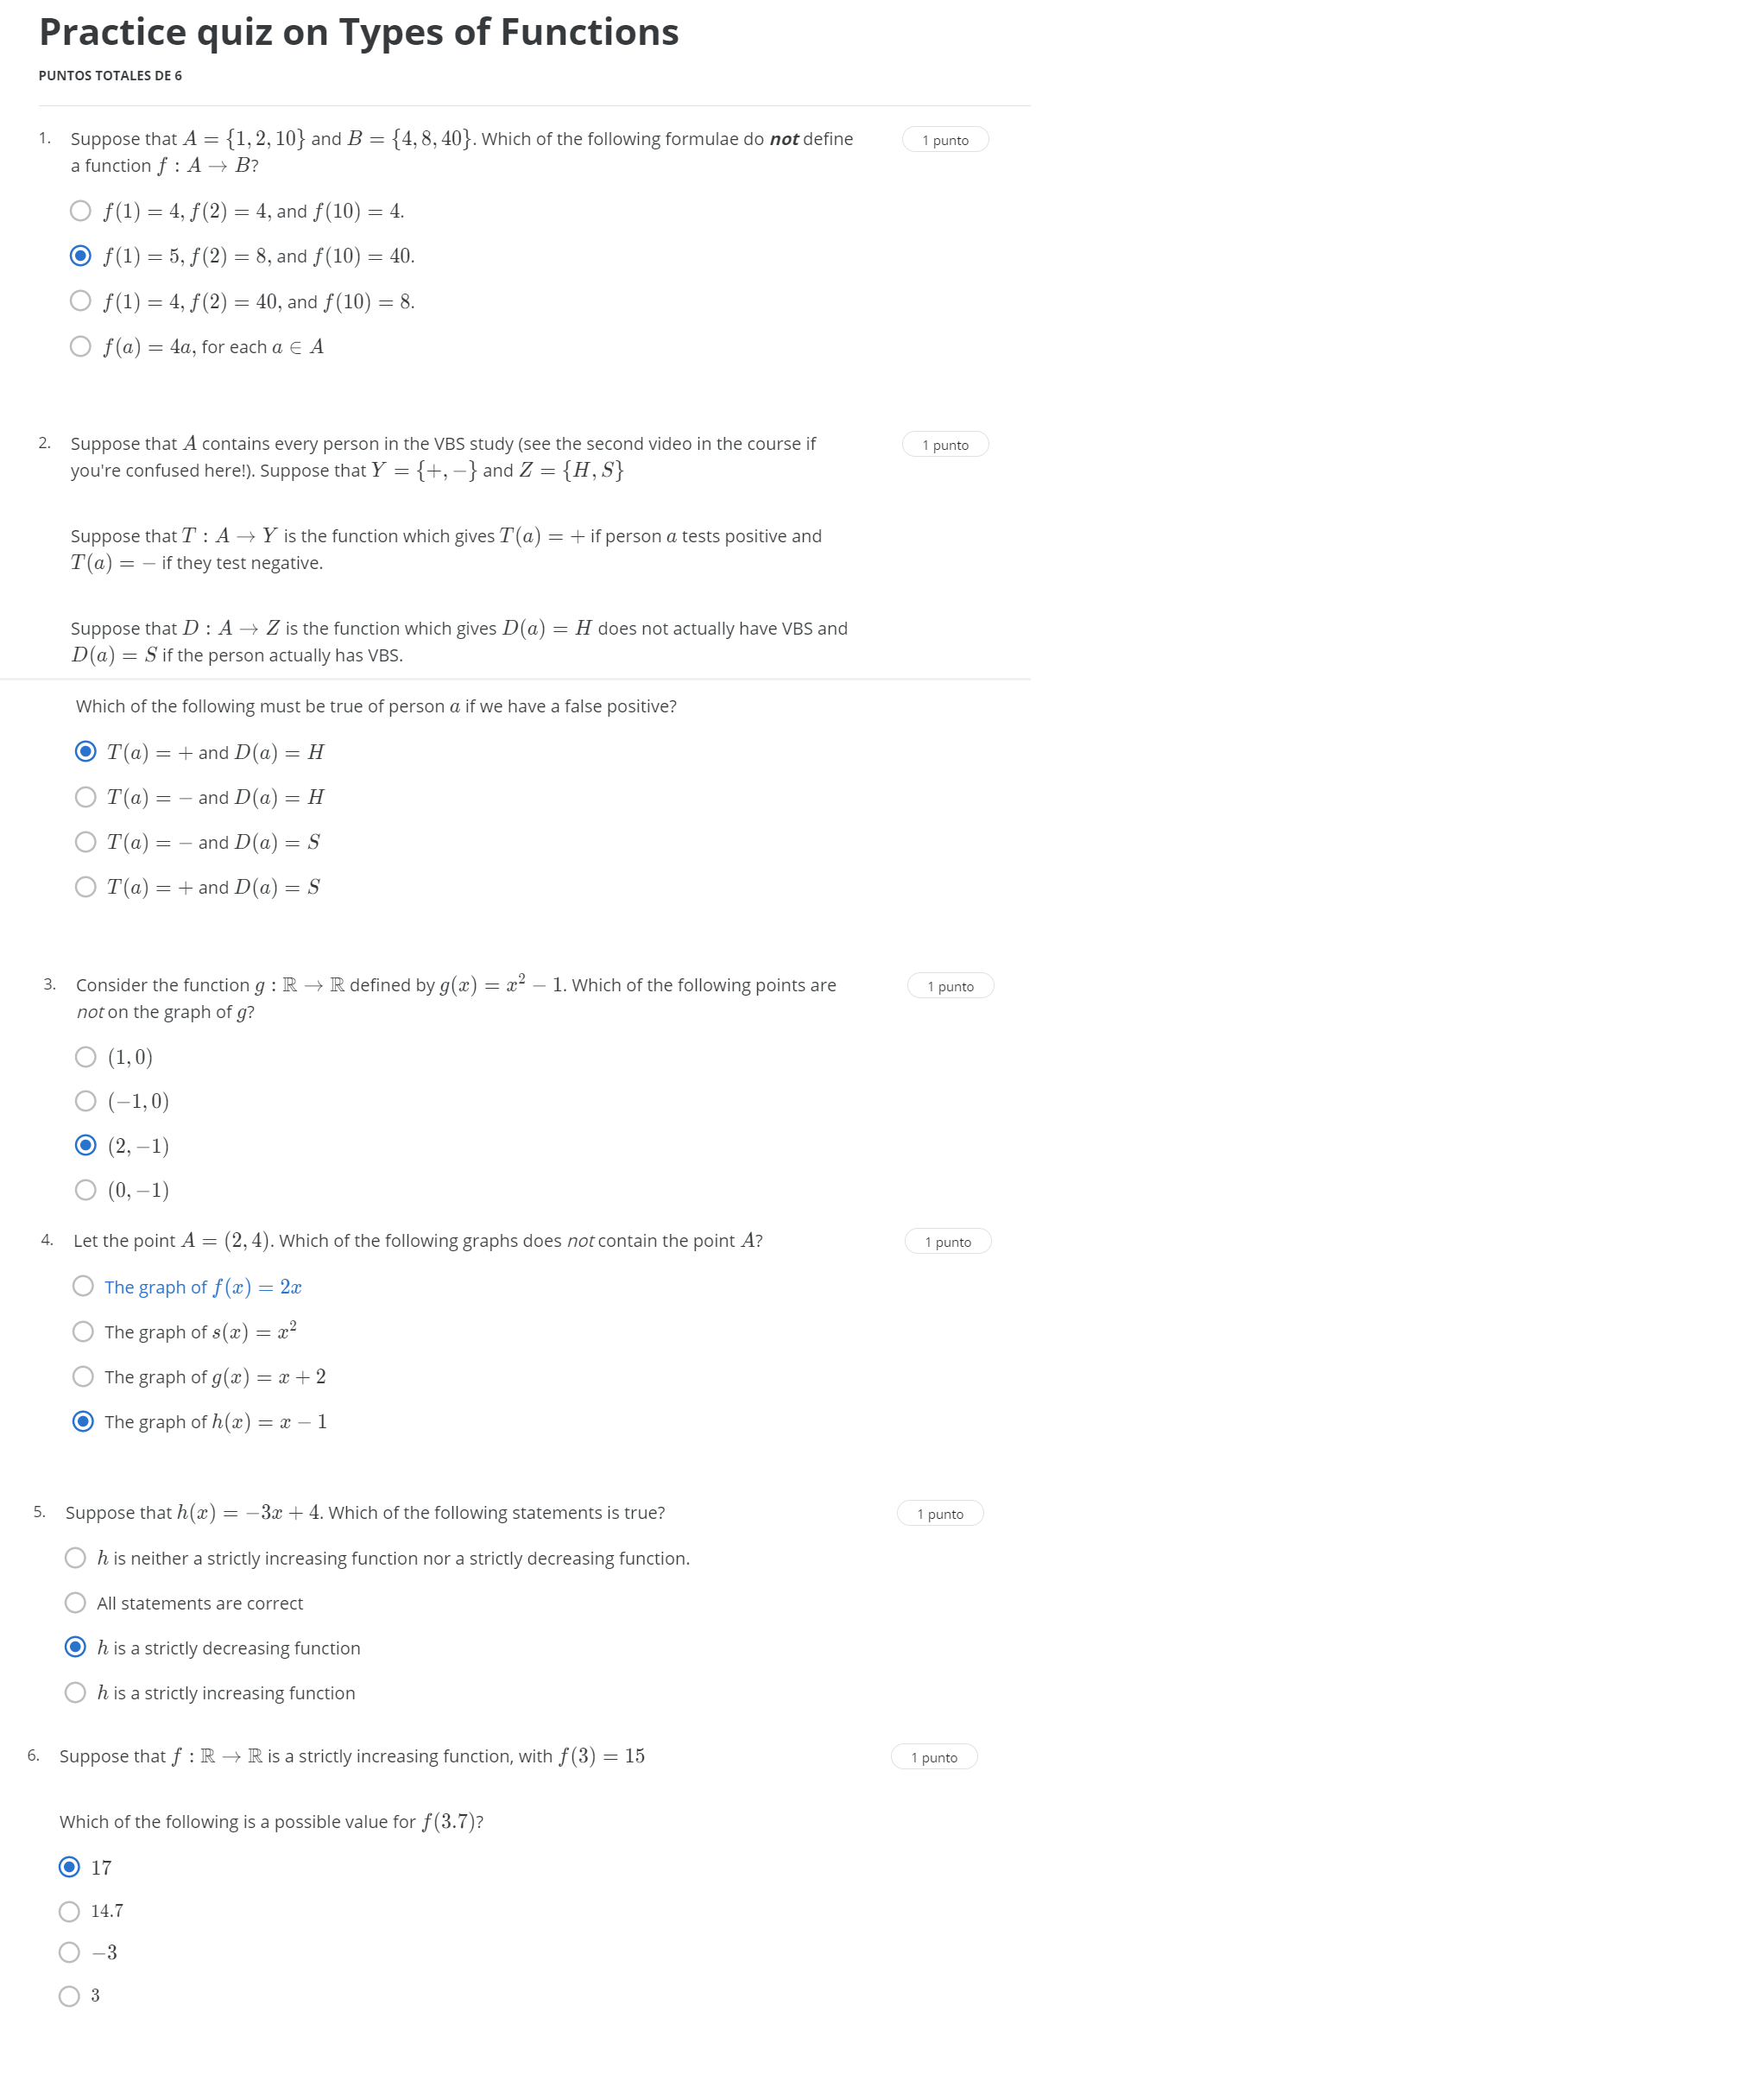 Practice quiz on Types of Functions
PUNTOS TOTALES DE 6
1. Suppose that A = {1, 2, 10} and B = {4, 8, 40}. Which of the following formulae do not define
1 punto
a function f : A → B?
f(1) = 4, f(2) = 4, and f(10) = 4.
f(1) = 5, f(2) = 8, and f(10) = 40.
f(1) = 4, f(2) = 40, and f(10) = 8.
f(a) = 4a, for each a ∈ A
2. Suppose that A contains every person in the VBS study (see the second video in the course if
1 punto
you're confused here!). Suppose that Y = {+, −} and Z = {H, S}
Suppose that T : A → Y is the function which gives T(a) = + if person a tests positive and
T(a) = − if they test negative.
Suppose that D : A → Z is the function which gives D(a) = H does not actually have VBS and
D(a) = S if the person actually has VBS.
Which of the following must be true of person a if we have a false positive?
T(a) = + and D(a) = H
T(a) = − and D(a) = H
T(a) = − and D(a) = S
T(a) = + and D(a) = S
3. Consider the function g : ℝ → ℝ defined by g(x) = x² − 1. Which of the following points are
1 punto
not on the graph of g?
(1, 0)
(−1, 0)
(2, −1)
(0, −1)
4. Let the point A = (2, 4). Which of the following graphs does not contain the point A?
1 punto
The graph of f(x) = 2x
The graph of s(x) = x²
The graph of g(x) = x + 2
The graph of h(x) = x − 1
5. Suppose that h(x) = −3x + 4. Which of the following statements is true?
1 punto
h is neither a strictly increasing function nor a strictly decreasing function.
All statements are correct
h is a strictly decreasing function
h is a strictly increasing function
6. Suppose that f : ℝ → ℝ is a strictly increasing function, with f(3) = 15
1 punto
Which of the following is a possible value for f(3.7)?
17
14.7
−3
3